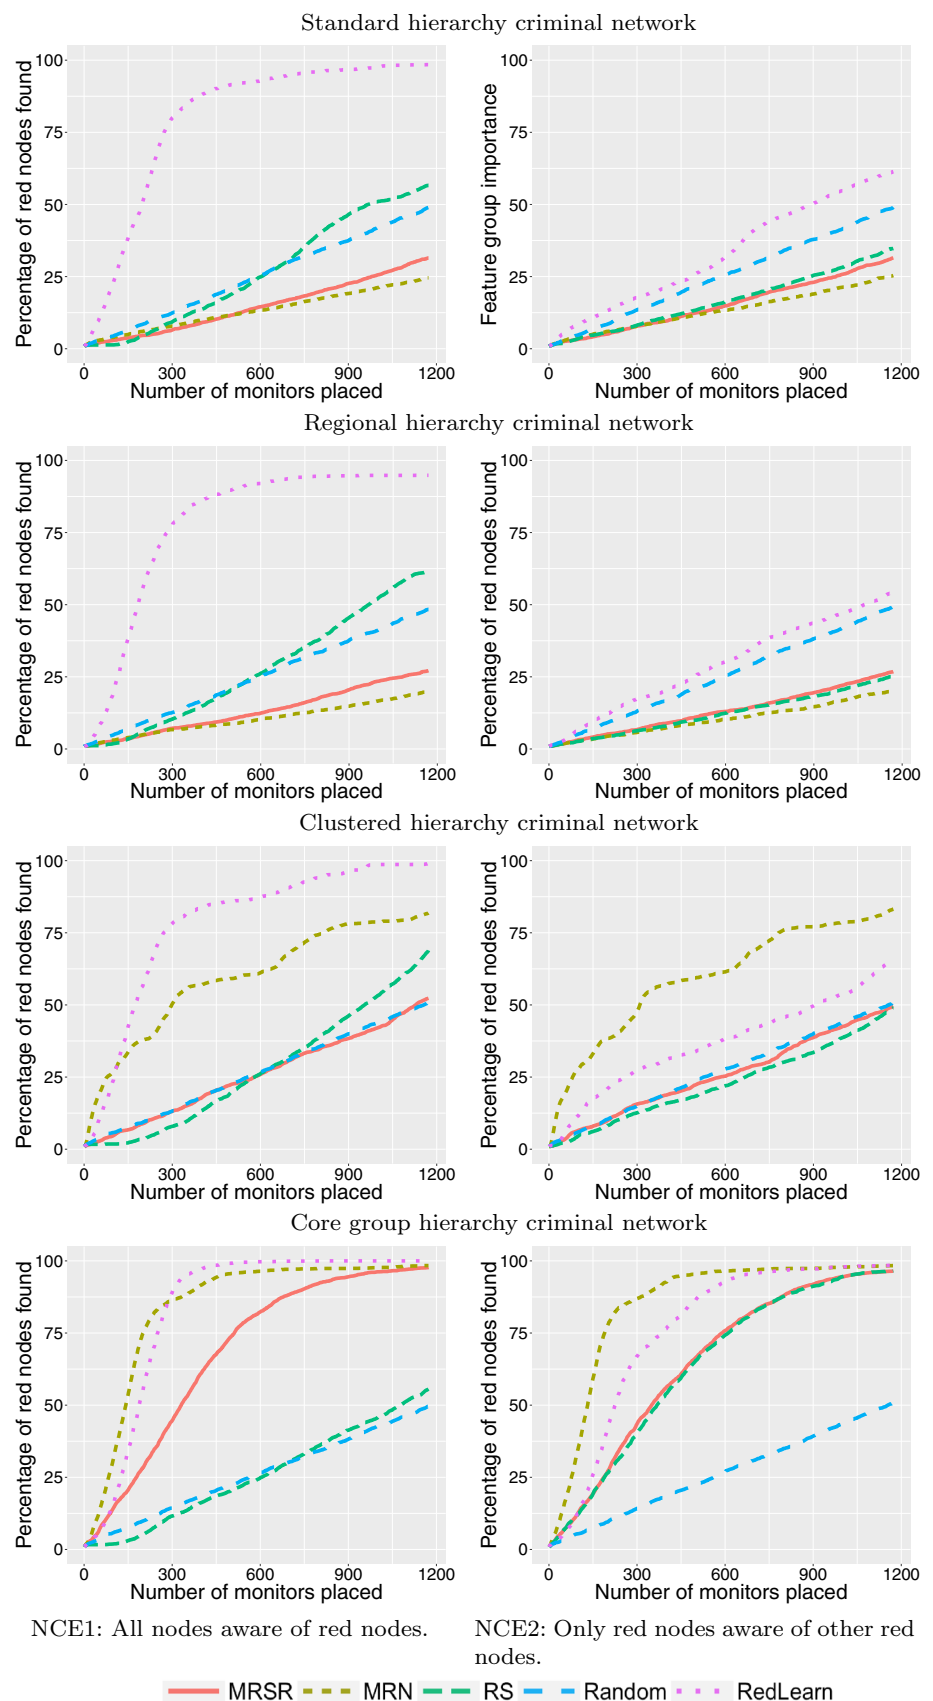 Standard hierarchy criminal network
Percentage of red nodes found
100
75
50
25
0
0 300 600 900 1200
Number of monitors placed
Feature group importance
100
75
50
25
0
0 300 600 900 1200
Number of monitors placed
Regional hierarchy criminal network
Percentage of red nodes found
100
75
50
25
0
0 300 600 900 1200
Number of monitors placed
Percentage of red nodes found
100
75
50
25
0
0 300 600 900 1200
Number of monitors placed
Clustered hierarchy criminal network
Percentage of red nodes found
100
75
50
25
0
0 300 600 900 1200
Number of monitors placed
Percentage of red nodes found
100
75
50
25
0
0 300 600 900 1200
Number of monitors placed
Core group hierarchy criminal network
Percentage of red nodes found
100
75
50
25
0
0 300 600 900 1200
Number of monitors placed
Percentage of red nodes found
100
75
50
25
0
0 300 600 900 1200
Number of monitors placed
NCE1: All nodes aware of red nodes.
NCE2: Only red nodes aware of other red
nodes.
MRSR MRN RS Random RedLearn